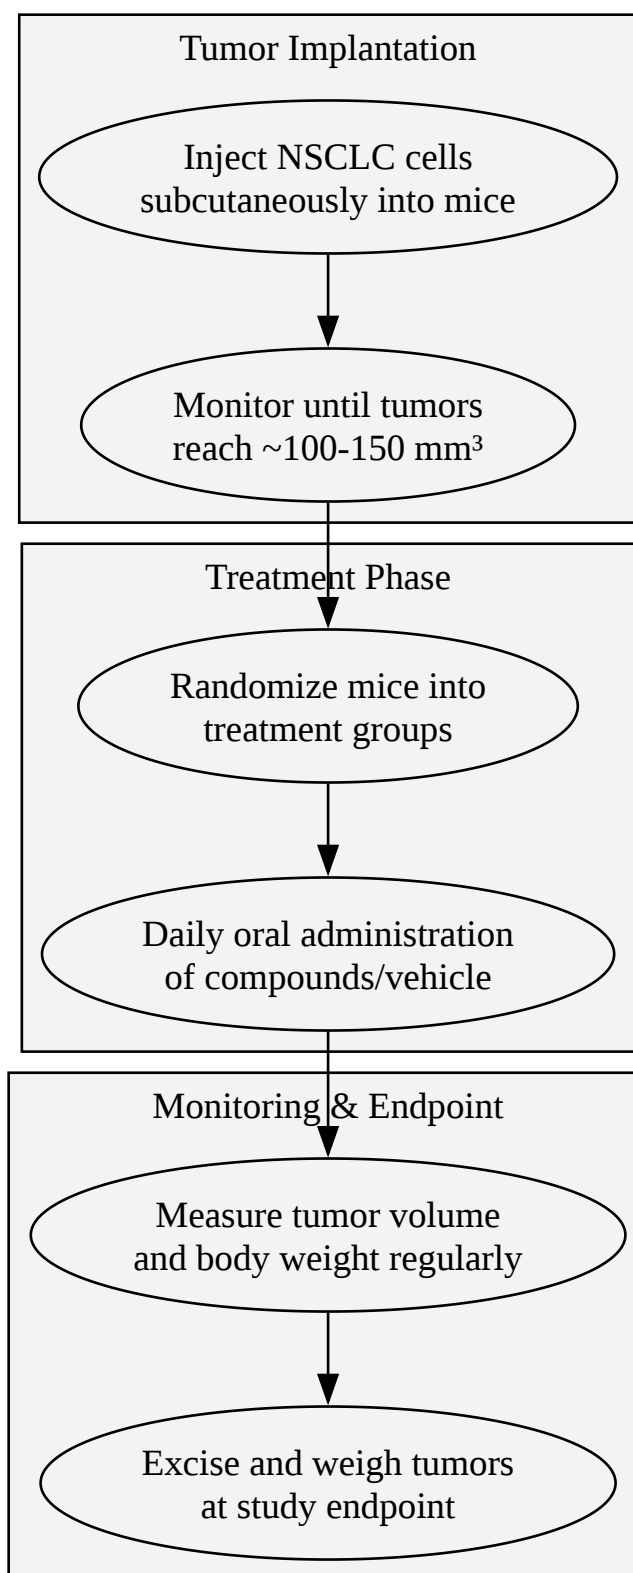 Tumor Implantation
Inject NSCLC cells
subcutaneously into mice
Monitor until tumors
reach ~100-150 mm³
Treatment Phase
Randomize mice into
treatment groups
Daily oral administration
of compounds/vehicle
Monitoring & Endpoint
Measure tumor volume
and body weight regularly
Excise and weigh tumors
at study endpoint